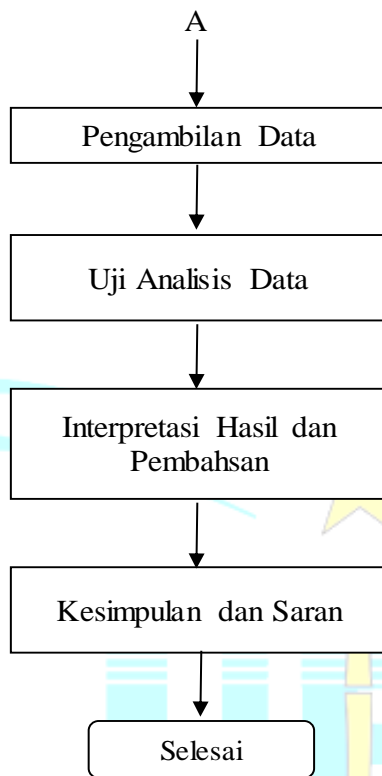 A
Pengambilan Data
Uji Analisis Data
Interpretasi Hasil dan
Pembahsan
Kesimpulan dan Saran
Selesai